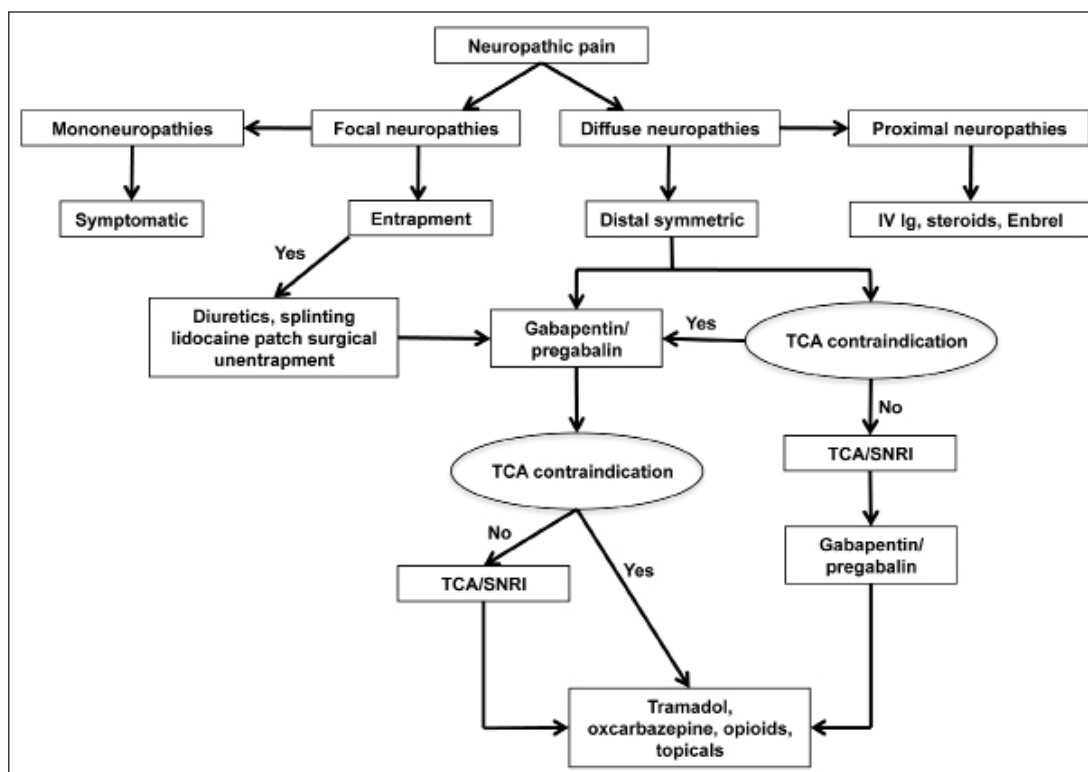 Neuropathic pain
Mononeuropathies
Focal neuropathies
Diffuse neuropathies
Proximal neuropathies
Symptomatic
Entrapment
Distal symmetric
IV Ig, steroids, Enbrel
Yes
Diuretics, splinting
lidocaine patch surgical
unentrapment
Gabapentin/
pregabalin
Yes
TCA contraindication
No
TCA contraindication
TCA/SNRI
No
Yes
TCA/SNRI
Gabapentin/
pregabalin
Tramadol,
oxcarbazepine, opioids,
topicals